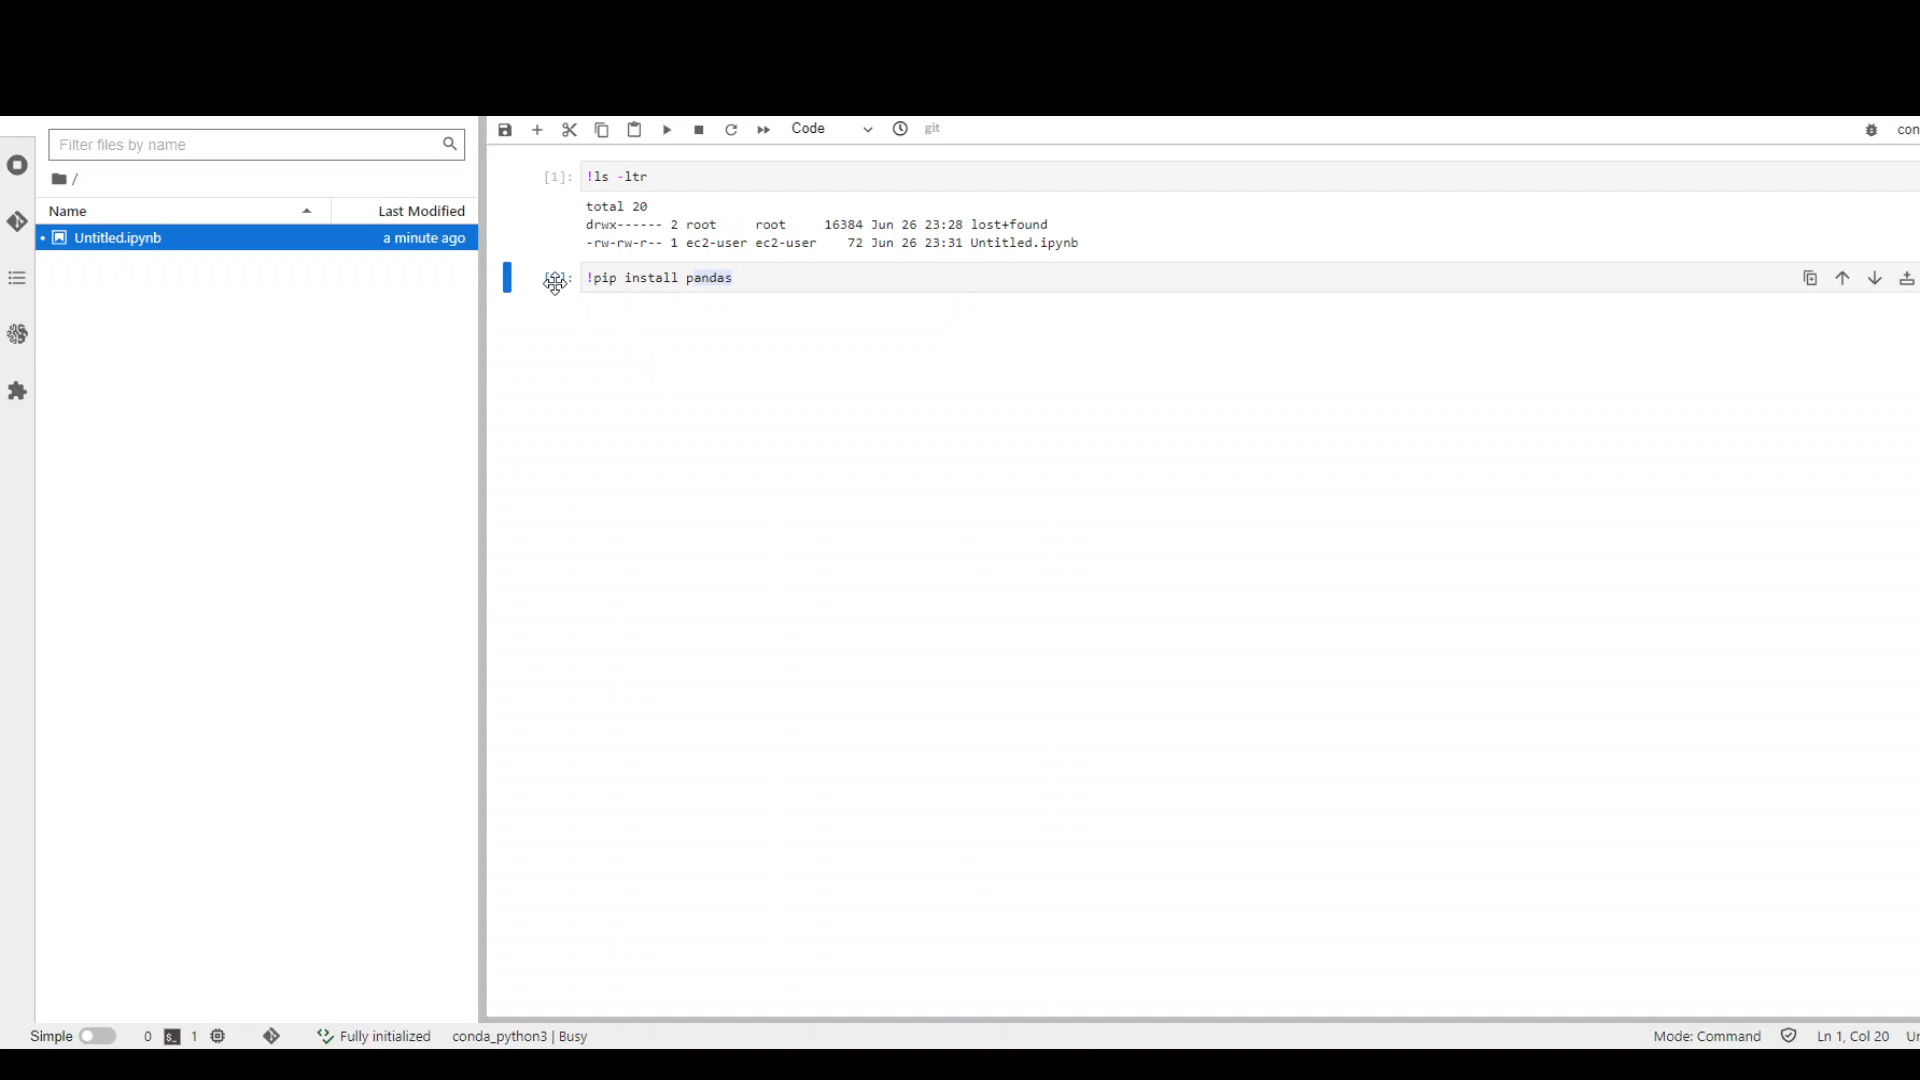 Filter files by name
/
Name Last Modified
Untitled.ipynb a minute ago
Code git con
[1]: !ls -ltr
total 20
drwx------ 2 root root 16384 Jun 26 23:28 lost+found
-rw-rw-r-- 1 ec2-user ec2-user 72 Jun 26 23:31 Untitled.ipynb
!pip install pandas
Simple 0 $_ 1 Fully initialized conda_python3 | Busy Mode: Command Ln 1, Col 20